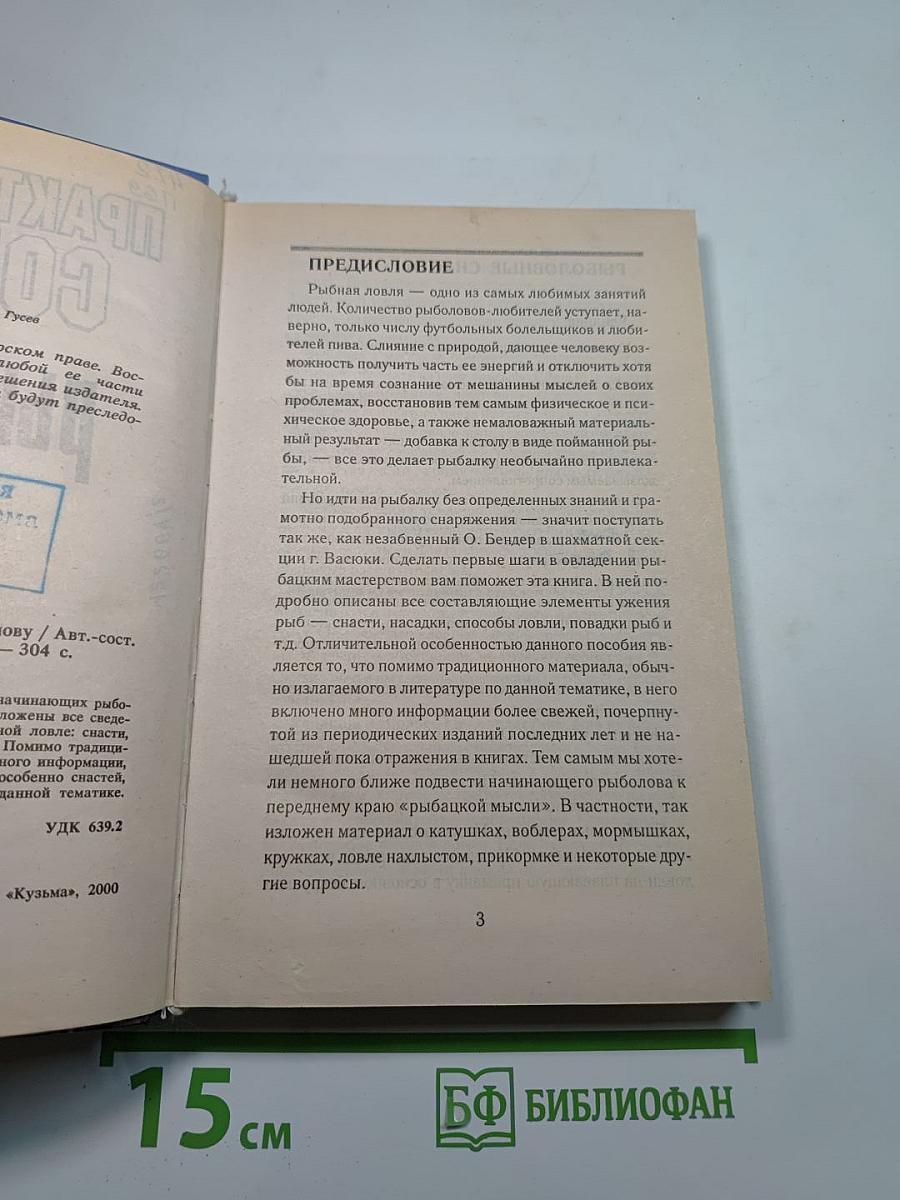 Гусев
рском праве. Вос-
любой ее части
ешения издателя.
будут преследо-
нову / Авт.-сост.
— 304 с.
начинающих рыбо-
ложены все сведе-
ной ловле: снасти,
Помимо традици-
ного информации,
особенно снастей,
данной тематике.
УДК 639.2
«Кузьма», 2000
ПРЕДИСЛОВИЕ
Рыбная ловля — одно из самых любимых занятий
людей. Количество рыболовов-любителей уступает, на-
верно, только числу футбольных болельщиков и люби-
телей пива. Слияние с природой, дающее человеку воз-
можность получить часть ее энергий и отключить хотя
бы на время сознание от мешанины мыслей о своих
проблемах, восстановив тем самым физическое и пси-
хическое здоровье, а также немаловажный материаль-
ный результат — добавка к столу в виде пойманной ры-
бы, — все это делает рыбалку необычайно привлека-
тельной.
Но идти на рыбалку без определенных знаний и гра-
мотно подобранного снаряжения — значит поступать
так же, как незабвенный О. Бендер в шахматной сек-
ции г. Васюки. Сделать первые шаги в овладении ры-
бацким мастерством вам поможет эта книга. В ней по-
дробно описаны все составляющие элементы ужения
рыб — снасти, насадки, способы ловли, повадки рыб и
т.д. Отличительной особенностью данного пособия яв-
ляется то, что помимо традиционного материала, обыч-
но излагаемого в литературе по данной тематике, в него
включено много информации более свежей, почерпну-
той из периодических изданий последних лет и не на-
шедшей пока отражения в книгах. Тем самым мы хоте-
ли немного ближе подвести начинающего рыболова к
переднему краю «рыбацкой мысли». В частности, так
изложен материал о катушках, воблерах, мормышках,
кружках, ловле нахлыстом, прикормке и некоторые дру-
гие вопросы.
3
15 см
БФ БИБЛИОФАН